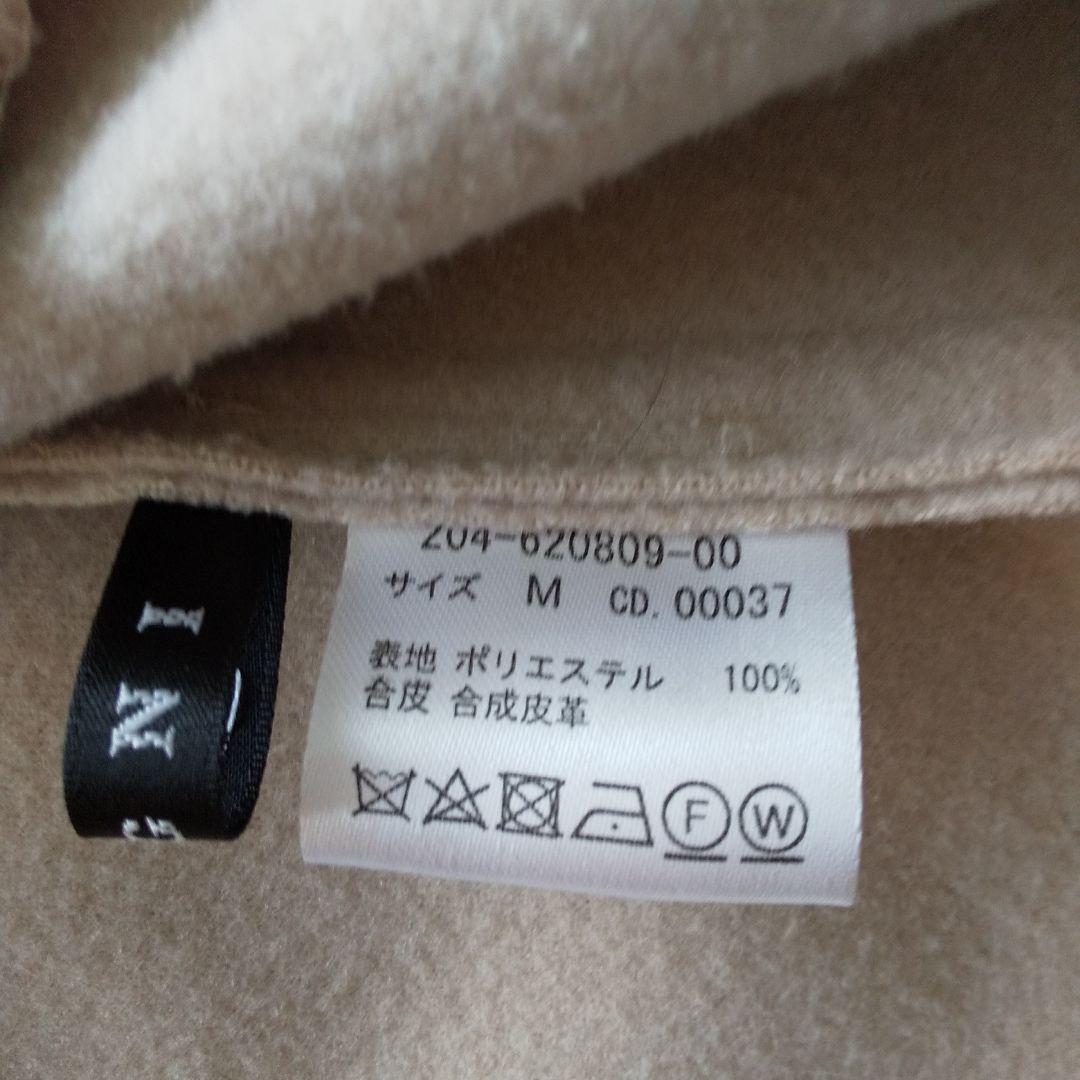 204-620809-00
サイズ M CD. 00037
表地 ポリエステル 100%
合皮 合成皮革
F W
N I